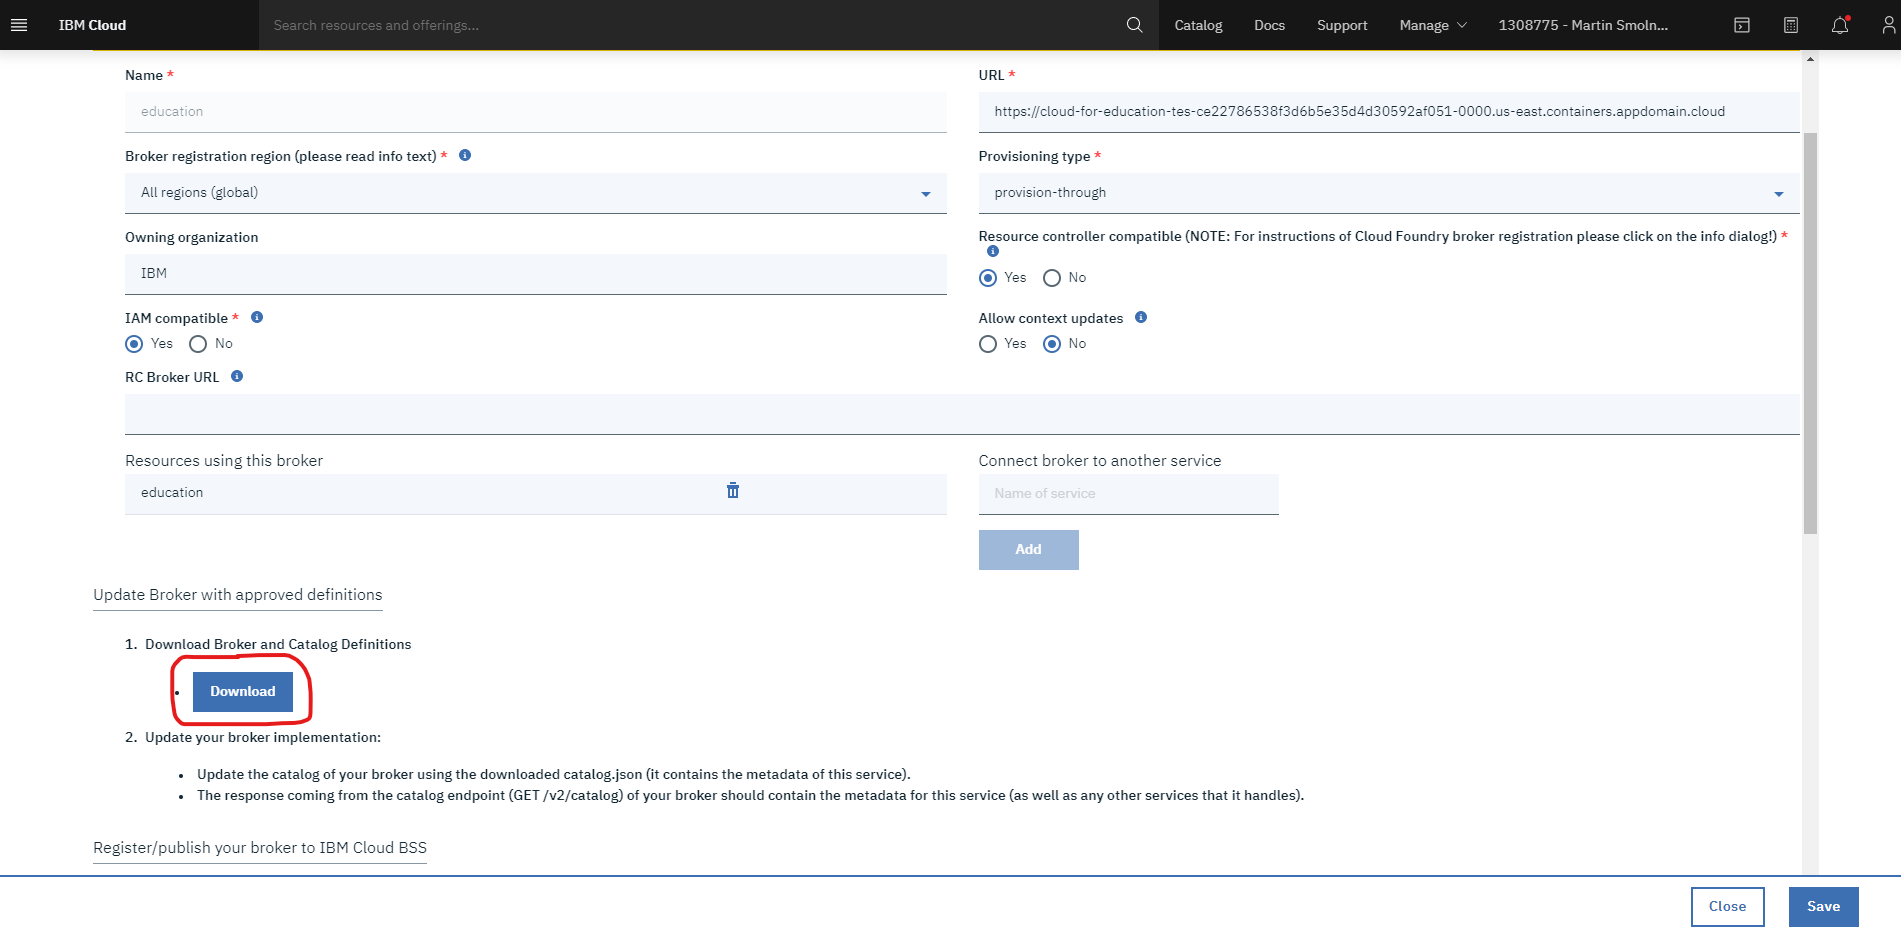 IBM Cloud
Search resources and offerings...
Catalog Docs Support Manage 1308775 - Martin Smoln...
Name *
education
URL *
https://cloud-for-education-tes-ce22786538f3d6b5e35d4d30592af051-0000.us-east.containers.appdomain.cloud
Broker registration region (please read info text) *
All regions (global)
Provisioning type *
provision-through
Owning organization
IBM
Resource controller compatible (NOTE: For instructions of Cloud Foundry broker registration please click on the info dialog!) *
Yes No
IAM compatible *
Yes No
Allow context updates
Yes No
RC Broker URL
Resources using this broker
education
Connect broker to another service
Name of service
Add
Update Broker with approved definitions
1. Download Broker and Catalog Definitions
• Download
2. Update your broker implementation:
• Update the catalog of your broker using the downloaded catalog.json (it contains the metadata of this service).
• The response coming from the catalog endpoint (GET /v2/catalog) of your broker should contain the metadata for this service (as well as any other services that it handles).
Register/publish your broker to IBM Cloud BSS
Close Save